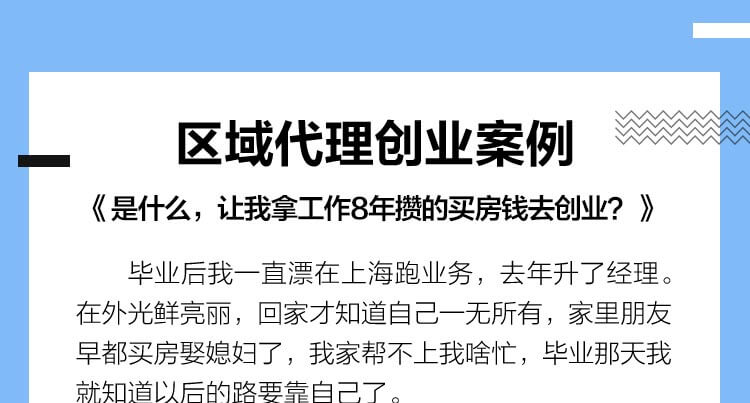 区域代理创业案例
《是什么，让我拿工作8年攒的买房钱去创业？》
毕业后我一直漂在上海跑业务，去年升了经理。
在外光鲜亮丽，回家才知道自己一无所有，家里朋友
早都买房娶媳妇了，我家帮不上我啥忙，毕业那天我
就知道以后的路要靠自己了。